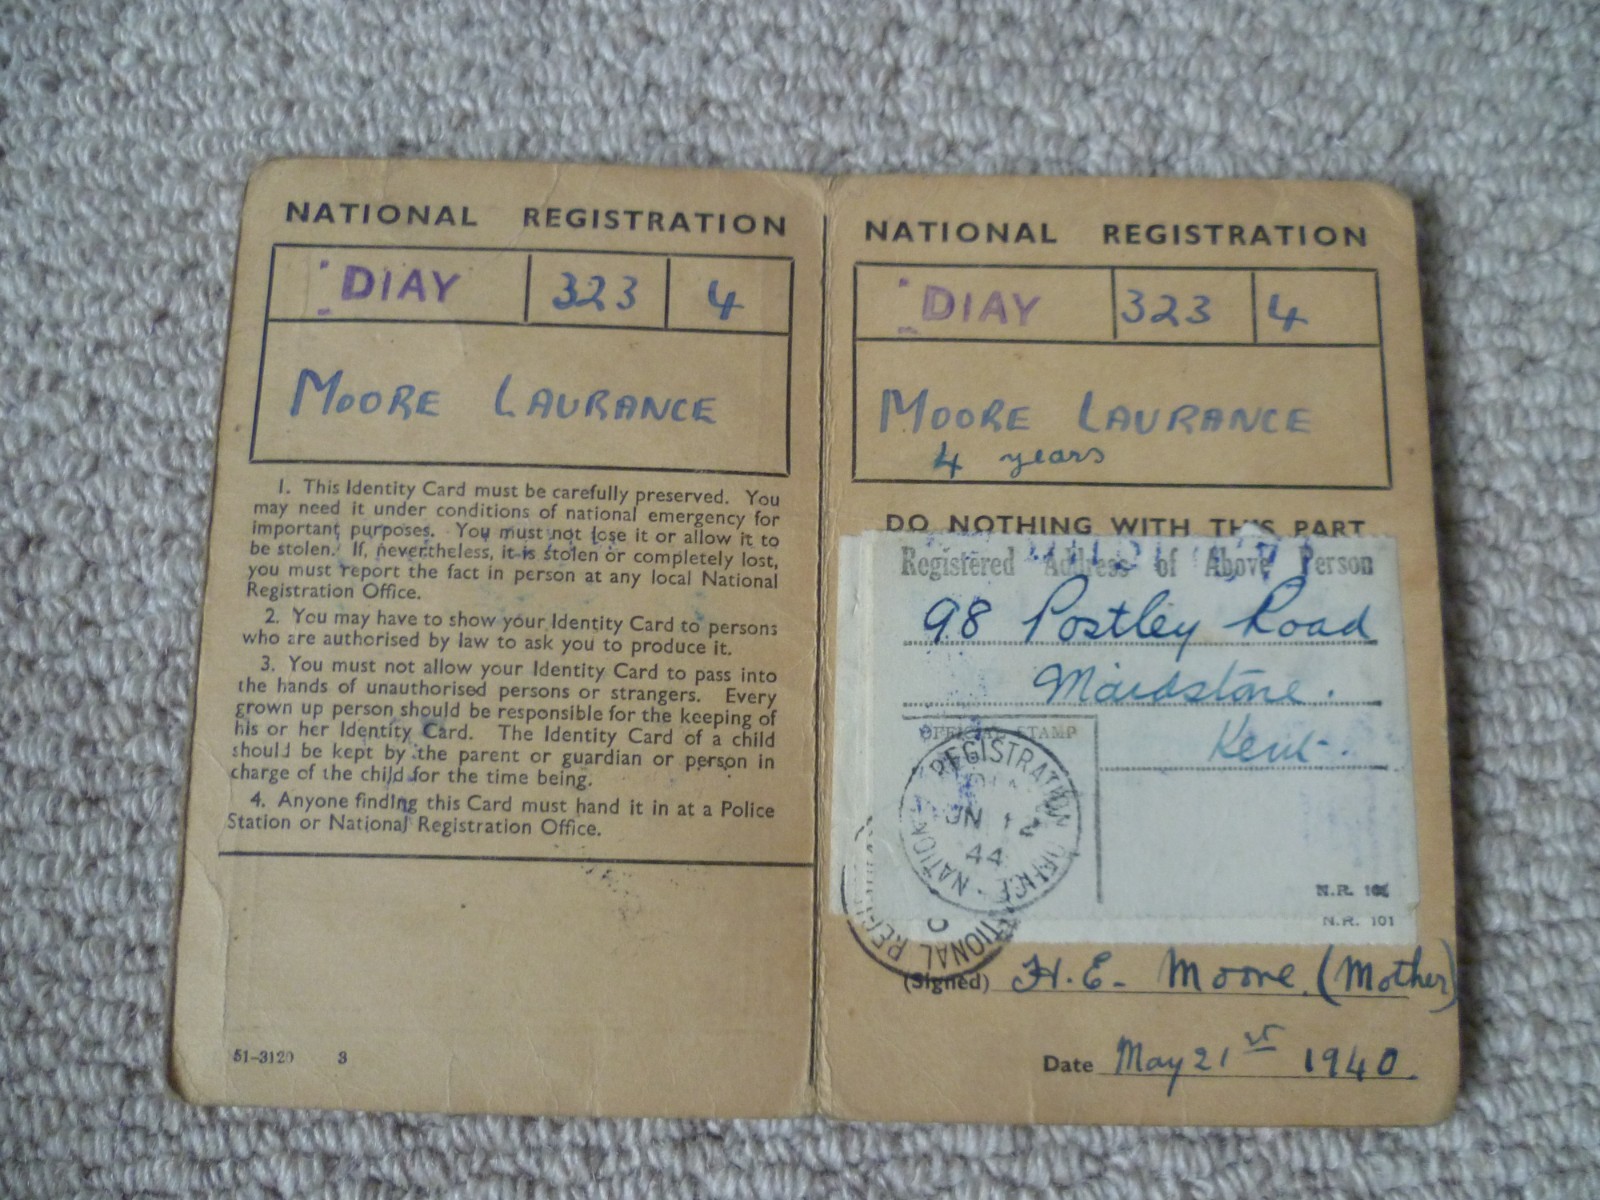 NATIONAL REGISTRATION
DIAY 323 4
MOORE LAURANCE
1. This Identity Card must be carefully preserved. You
may need it under conditions of national emergency for
important purposes. You must not lose it or allow it to
be stolen. If, nevertheless, it is stolen or completely lost,
you must report the fact in person at any local National
Registration Office.
2. You may have to show your Identity Card to persons
who are authorised by law to ask you to produce it.
3. You must not allow your Identity Card to pass into
the hands of unauthorised persons or strangers. Every
grown up person should be responsible for the keeping of
his or her Identity Card. The Identity Card of a child
should be kept by the parent or guardian or person in
charge of the child for the time being.
4. Anyone finding this Card must hand it in at a Police
Station or National Registration Office.
51-3120 3
NATIONAL REGISTRATION
DIAY 323 4
MOORE LAURANCE
4 years
DO NOTHING WITH THIS PART
Registered Address of Above Person
98 Postley Road
Maidstone.
Kent.
OFFICIAL STAMP
NATIONAL REGISTRATION OFFICE
44
N.R. 101
(Signed) H. E. Moore. (Mother)
Date May 21st 1940.